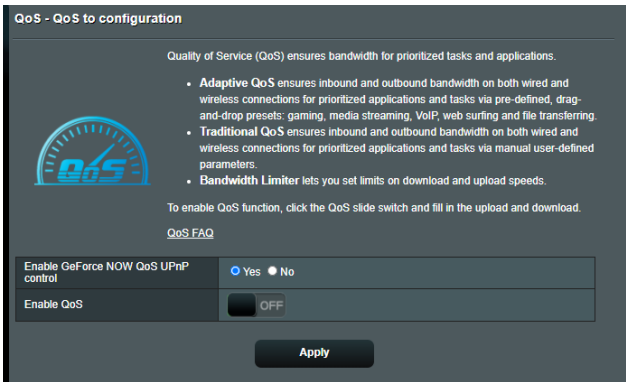 QoS - QoS to configuration
Quality of Service (QoS) ensures bandwidth for prioritized tasks and applications.
• Adaptive QoS ensures inbound and outbound bandwidth on both wired and
wireless connections for prioritized applications and tasks via pre-defined, drag-
and-drop presets: gaming, media streaming, VoIP, web surfing and file transferring.
• Traditional QoS ensures inbound and outbound bandwidth on both wired and
wireless connections for prioritized applications and tasks via manual user-defined
parameters.
• Bandwidth Limiter lets you set limits on download and upload speeds.
QoS
To enable QoS function, click the QoS slide switch and fill in the upload and download.
QoS FAQ
Enable GeForce NOW QoS UPnP
control
Yes No
Enable QoS
OFF
Apply